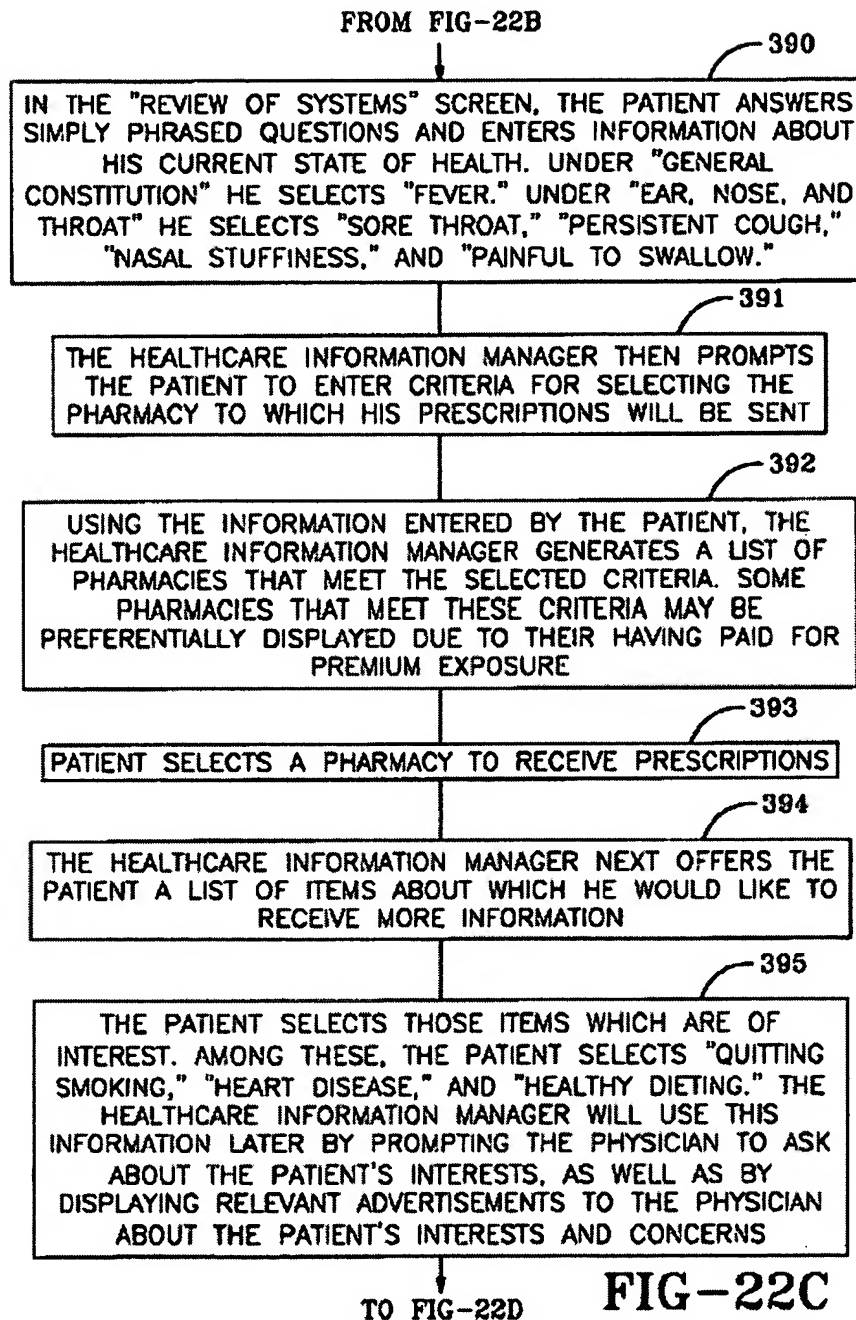 FROM FIG-22B
390
IN THE "REVIEW OF SYSTEMS" SCREEN, THE PATIENT ANSWERS
SIMPLY PHRASED QUESTIONS AND ENTERS INFORMATION ABOUT
HIS CURRENT STATE OF HEALTH. UNDER "GENERAL
CONSTITUTION" HE SELECTS "FEVER." UNDER "EAR, NOSE, AND
THROAT" HE SELECTS "SORE THROAT," "PERSISTENT COUGH,"
"NASAL STUFFINESS," AND "PAINFUL TO SWALLOW."
391
THE HEALTHCARE INFORMATION MANAGER THEN PROMPTS
THE PATIENT TO ENTER CRITERIA FOR SELECTING THE
PHARMACY TO WHICH HIS PRESCRIPTIONS WILL BE SENT
392
USING THE INFORMATION ENTERED BY THE PATIENT, THE
HEALTHCARE INFORMATION MANAGER GENERATES A LIST OF
PHARMACIES THAT MEET THE SELECTED CRITERIA. SOME
PHARMACIES THAT MEET THESE CRITERIA MAY BE
PREFERENTIALLY DISPLAYED DUE TO THEIR HAVING PAID FOR
PREMIUM EXPOSURE
393
PATIENT SELECTS A PHARMACY TO RECEIVE PRESCRIPTIONS
394
THE HEALTHCARE INFORMATION MANAGER NEXT OFFERS THE
PATIENT A LIST OF ITEMS ABOUT WHICH HE WOULD LIKE TO
RECEIVE MORE INFORMATION
395
THE PATIENT SELECTS THOSE ITEMS WHICH ARE OF
INTEREST. AMONG THESE, THE PATIENT SELECTS "QUITTING
SMOKING," "HEART DISEASE," AND "HEALTHY DIETING." THE
HEALTHCARE INFORMATION MANAGER WILL USE THIS
INFORMATION LATER BY PROMPTING THE PHYSICIAN TO ASK
ABOUT THE PATIENT'S INTERESTS, AS WELL AS BY
DISPLAYING RELEVANT ADVERTISEMENTS TO THE PHYSICIAN
ABOUT THE PATIENT'S INTERESTS AND CONCERNS
TO FIG-22D
FIG-22C